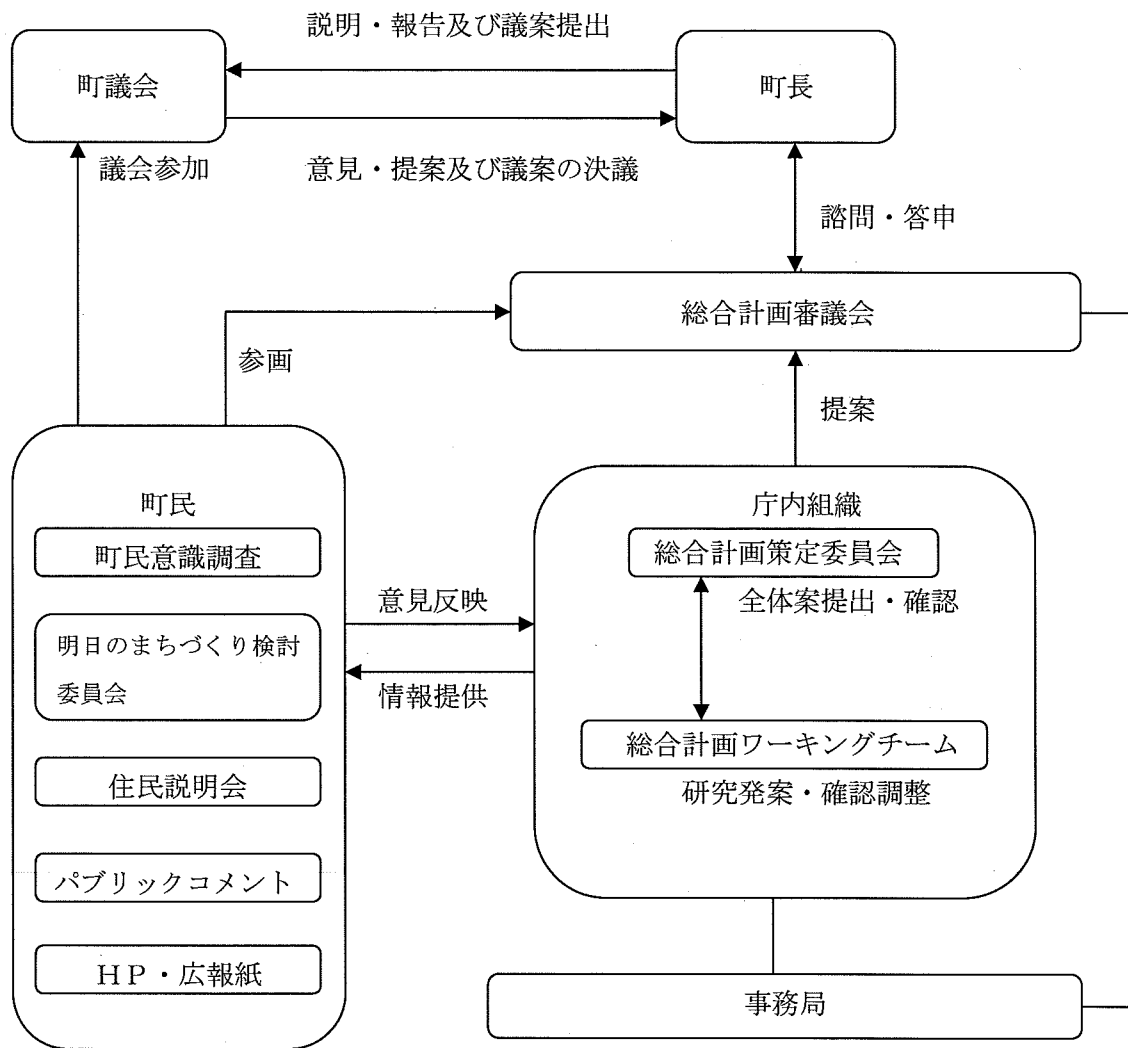 説明・報告及び議案提出
町議会
町長
議会参加
意見・提案及び議案の決議
諮問・答申
総合計画審議会
参画
提案
町民
町民意識調査
明日のまちづくり検討
委員会
住民説明会
パブリックコメント
HP・広報紙
意見反映
情報提供
庁内組織
総合計画策定委員会
全体案提出・確認
総合計画ワーキングチーム
研究発案・確認調整
事務局